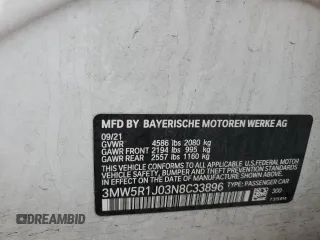 MFD BY BAYERISCHE MOTOREN WERKE AG
09/21
GVWR 4586 lbs 2080 kg
GAWR FRONT 2194 lbs 995 kg
GAWR REAR 2557 lbs 1160 kg
THIS VEHICLE CONFORMS TO ALL APPLICABLE FEDERAL MOTOR
VEHICLE SAFETY, BUMPER, AND THEFT PREVENTION STANDARDS IN
EFFECT ON THE DATE OF MANUFACTURE SHOWN ABOVE.
3MW5R1J03N8C33896 TYPE: PASSENGER CAR
300
AUTOBIDMASTER